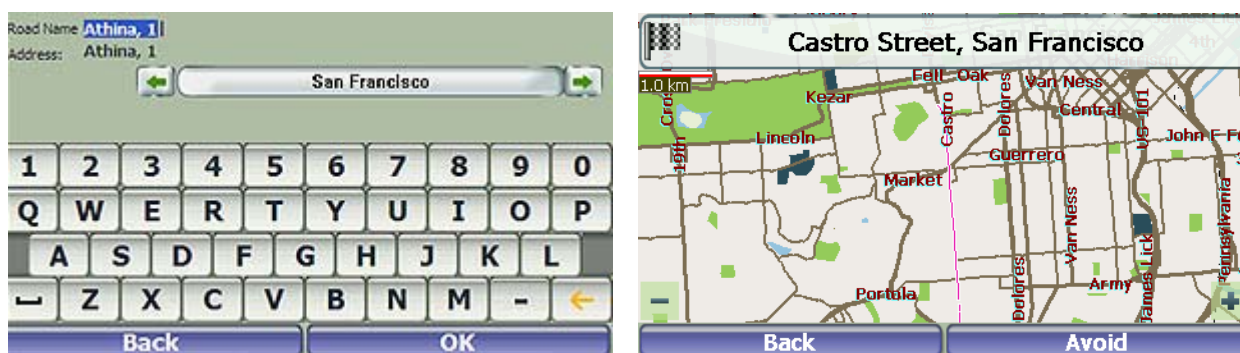 Road Name Athina, 1
Address: Athina, 1
San Francisco
1 2 3 4 5 6 7 8 9 0
Q W E R T Y U I O P
A S D F G H J K L
Z X C V B N M -
Back OK
Castro Street, San Francisco
1.0 km
Fell Oak
Van Ness
Kezar
Central
Castro
Dolores
US-101
Lincoln
John F Fo
19th
Cros
Guerrero
Market
Van Ness
Pennsylvania
Portola
Dolores
Army
James Lick
Back Avoid